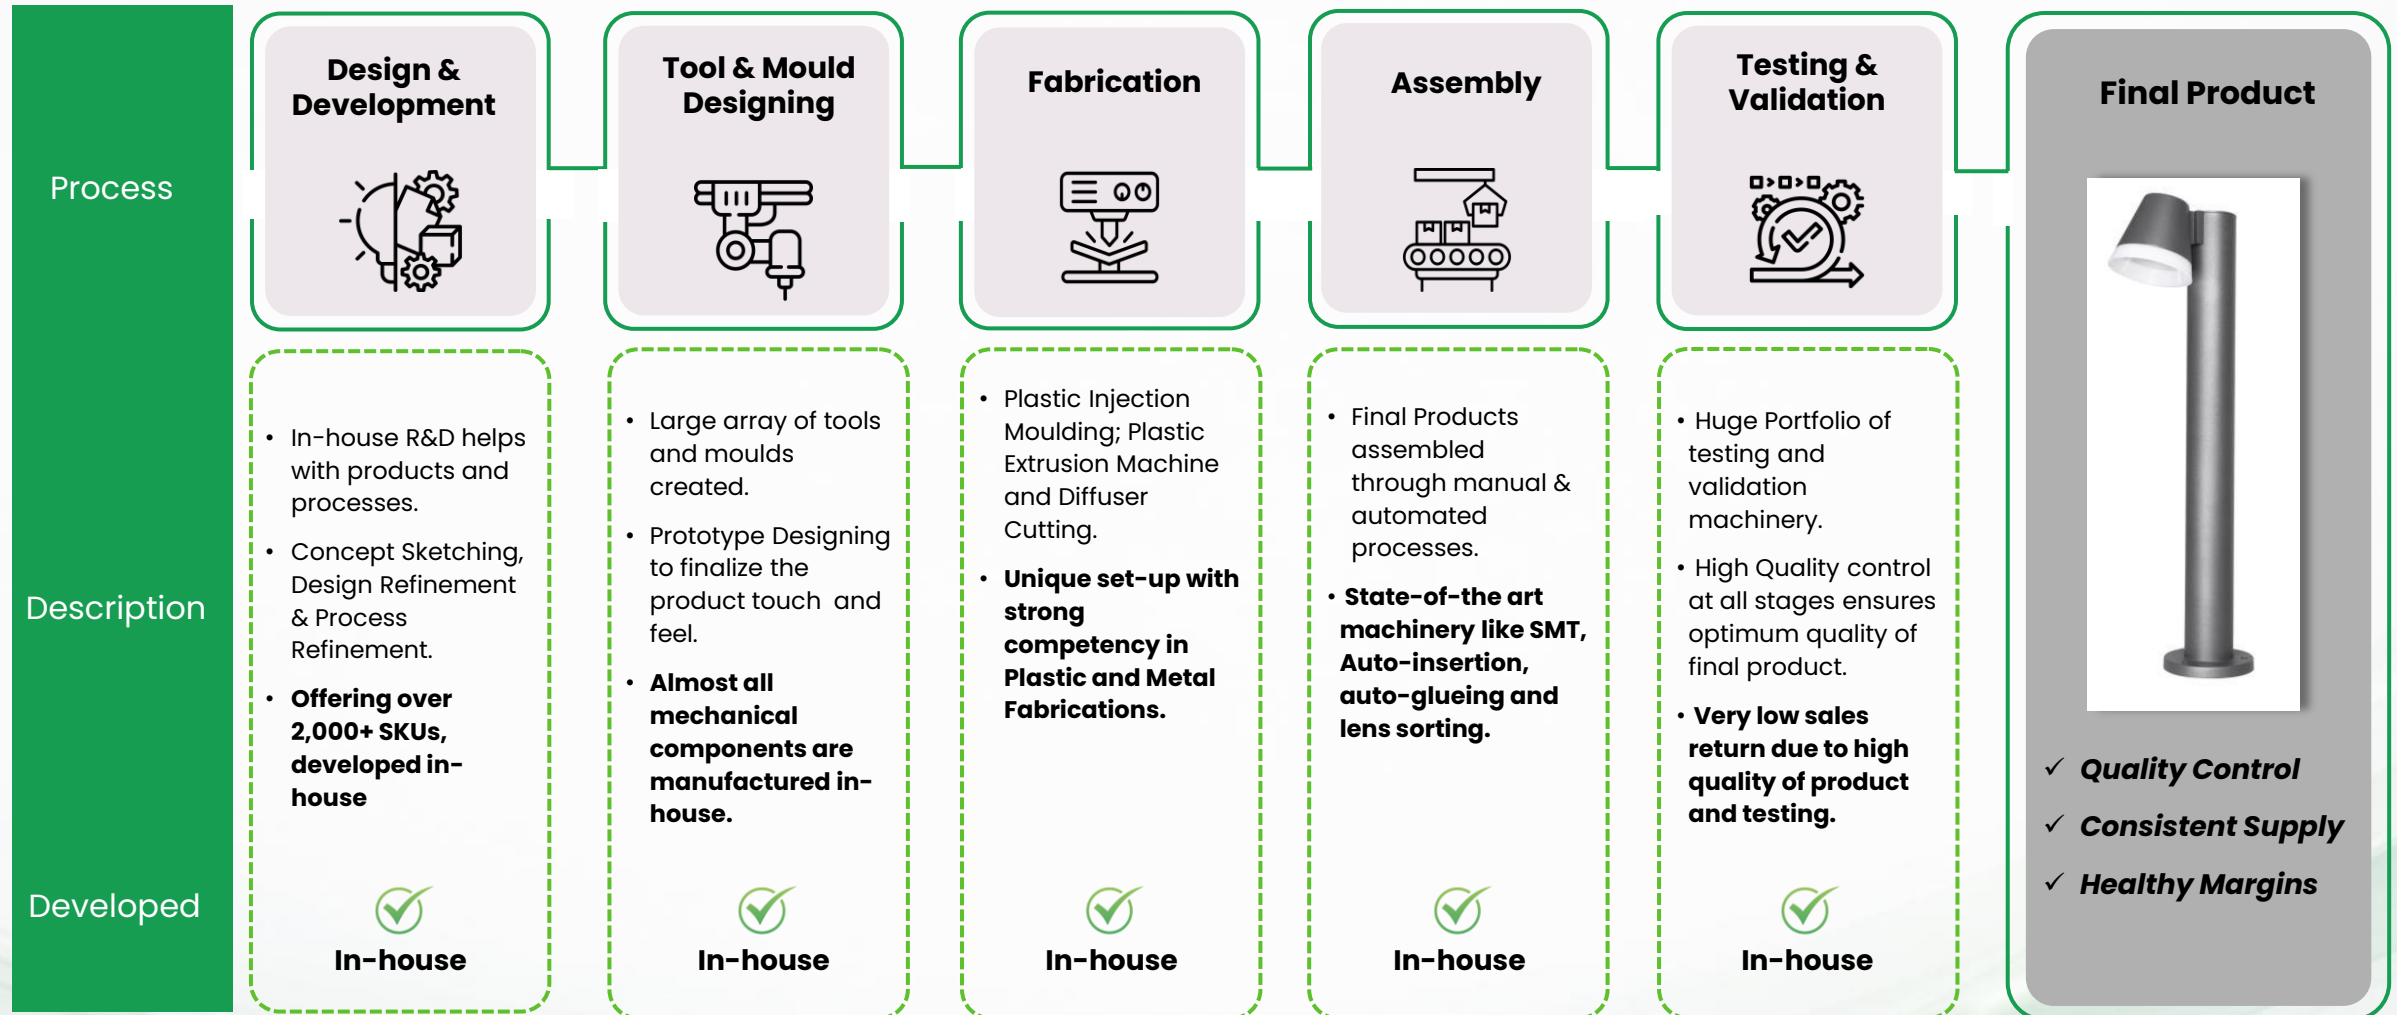 Process
Design &
Development
Tool & Mould
Designing
Fabrication
Assembly
Testing &
Validation
Final Product
Description
• In-house R&D helps
with products and
processes.
• Concept Sketching,
Design Refinement
& Process
Refinement.
• Offering over
2,000+ SKUs,
developed in-
house
• Large array of tools
and moulds
created.
• Prototype Designing
to finalize the
product touch and
feel.
• Almost all
mechanical
components are
manufactured in-
house.
• Plastic Injection
Moulding; Plastic
Extrusion Machine
and Diffuser
Cutting.
• Unique set-up with
strong
competency in
Plastic and Metal
Fabrications.
• Final Products
assembled
through manual &
automated
processes.
• State-of-the art
machinery like SMT,
Auto-insertion,
auto-glueing and
lens sorting.
• Huge Portfolio of
testing and
validation
machinery.
• High Quality control
at all stages ensures
optimum quality of
final product.
• Very low sales
return due to high
quality of product
and testing.
✓ Quality Control
✓ Consistent Supply
✓ Healthy Margins
Developed
In-house
In-house
In-house
In-house
In-house